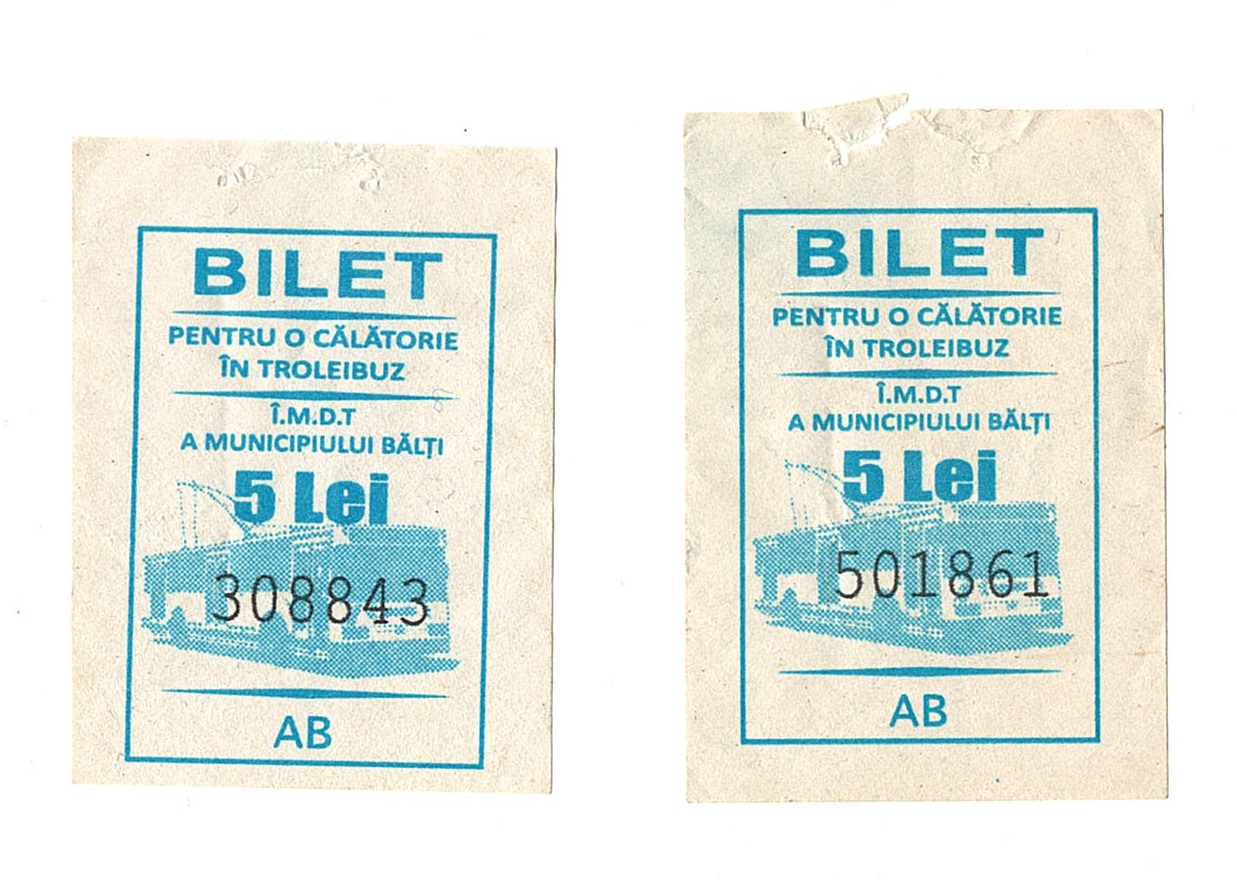 BILET
PENTRU O CĂLĂTORIE
ÎN TROLEIBUZ
Î.M.D.T
A MUNICIPIULUI BĂLȚI
5 Lei
308843
AB
BILET
PENTRU O CĂLĂTORIE
ÎN TROLEIBUZ
Î.M.D.T
A MUNICIPIULUI BĂLȚI
5 Lei
501861
AB